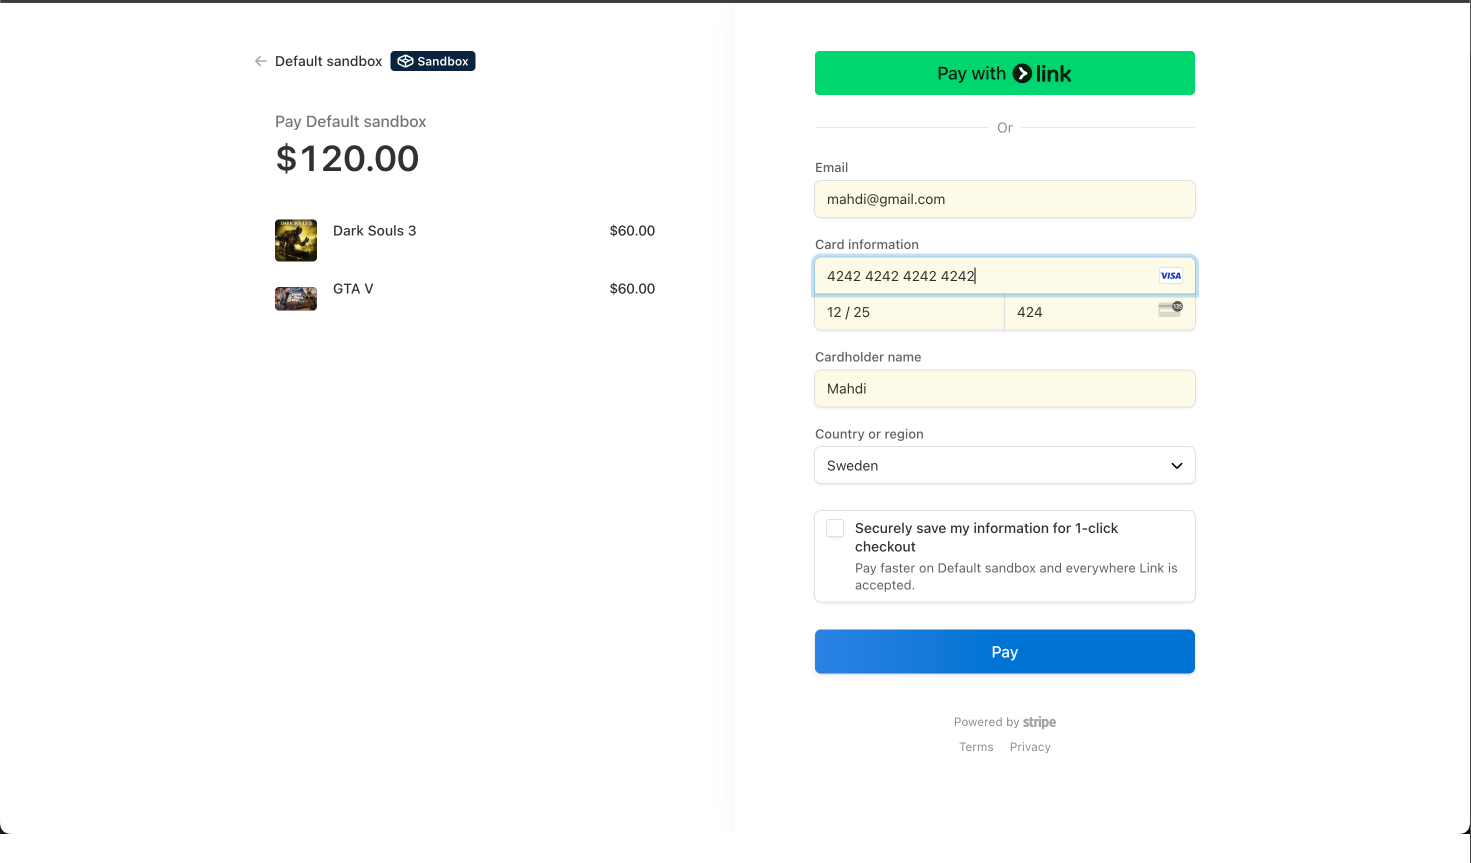 Default sandbox Sandbox
Pay Default sandbox
$120.00
DARK SOULS
Dark Souls 3 $60.00
GTA V $60.00
Pay with link
Or
Email
mahdi@gmail.com
Card information
4242 4242 4242 4242 VISA
12 / 25 424
Cardholder name
Mahdi
Country or region
Sweden
Securely save my information for 1-click
checkout
Pay faster on Default sandbox and everywhere Link is
accepted.
Pay
Powered by stripe
Terms Privacy